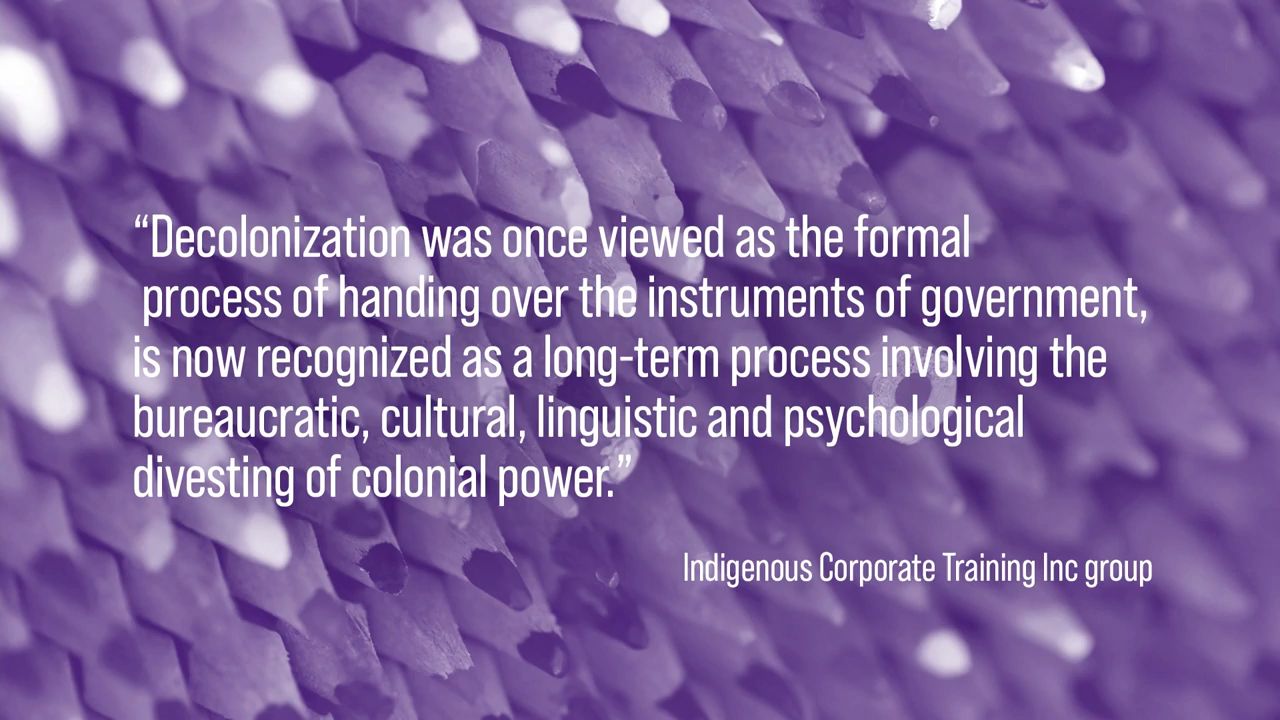 “Decolonization was once viewed as the formal
process of handing over the instruments of government,
is now recognized as a long-term process involving the
bureaucratic, cultural, linguistic and psychological
divesting of colonial power.”
Indigenous Corporate Training Inc group